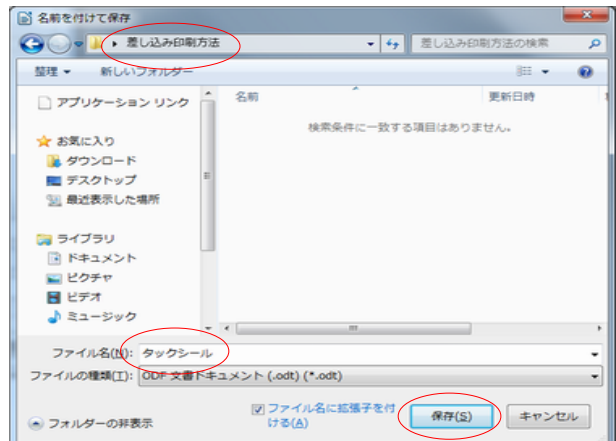 名前を付けて保存
差し込み印刷方法
差し込み印刷方法の検索
整理 新しいフォルダー
アプリケーション リンク
お気に入り
ダウンロード
デスクトップ
最近表示した場所
ライブラリ
ドキュメント
ピクチャ
ビデオ
ミュージック
名前 更新日時
検索条件に一致する項目はありません。
ファイル名(N): タックシール
ファイルの種類(T): ODF 文書ドキュメント (.odt) (*.odt)
フォルダーの非表示
ファイル名に拡張子を付
ける(A)
保存(S) キャンセル